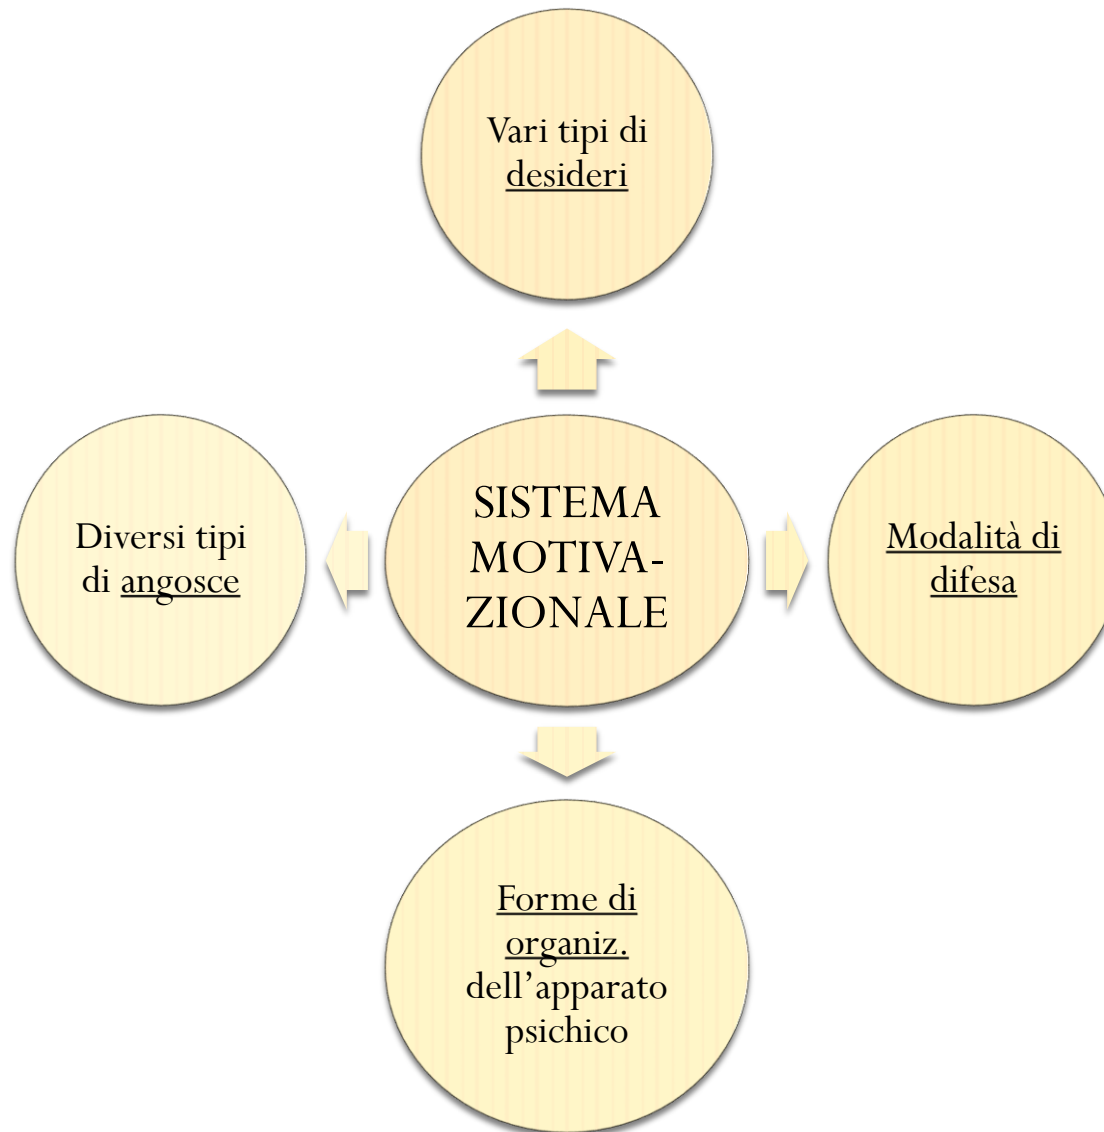 Vari tipi di
desideri
Diversi tipi
di angosce
SISTEMA
MOTIVA-
ZIONALE
Modalità di
difesa
Forme di
organiz.
dell’apparato
psichico